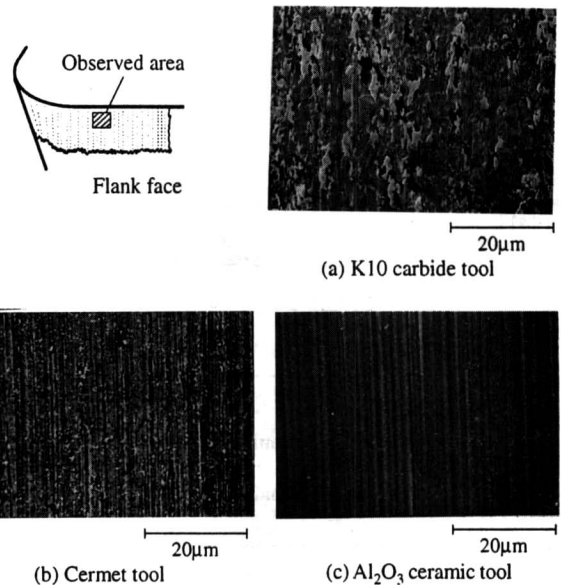 Observed area
Flank face
20μm
(a) K10 carbide tool
20μm
20μm
(b) Cermet tool
(c) Al₂O₃ ceramic tool